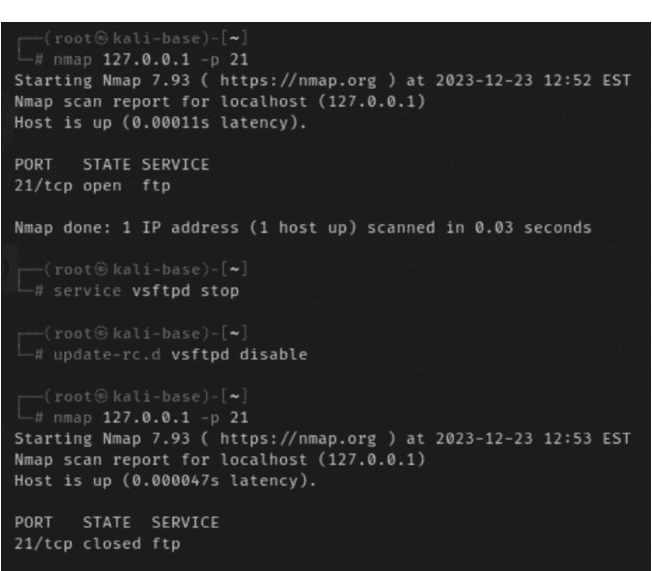 ┌──(root㉿kali-base)-[~]
└─# nmap 127.0.0.1 -p 21
Starting Nmap 7.93 ( https://nmap.org ) at 2023-12-23 12:52 EST
Nmap scan report for localhost (127.0.0.1)
Host is up (0.00011s latency).
PORT   STATE SERVICE
21/tcp open  ftp
Nmap done: 1 IP address (1 host up) scanned in 0.03 seconds
┌──(root㉿kali-base)-[~]
└─# service vsftpd stop
┌──(root㉿kali-base)-[~]
└─# update-rc.d vsftpd disable
┌──(root㉿kali-base)-[~]
└─# nmap 127.0.0.1 -p 21
Starting Nmap 7.93 ( https://nmap.org ) at 2023-12-23 12:53 EST
Nmap scan report for localhost (127.0.0.1)
Host is up (0.000047s latency).
PORT   STATE  SERVICE
21/tcp closed ftp